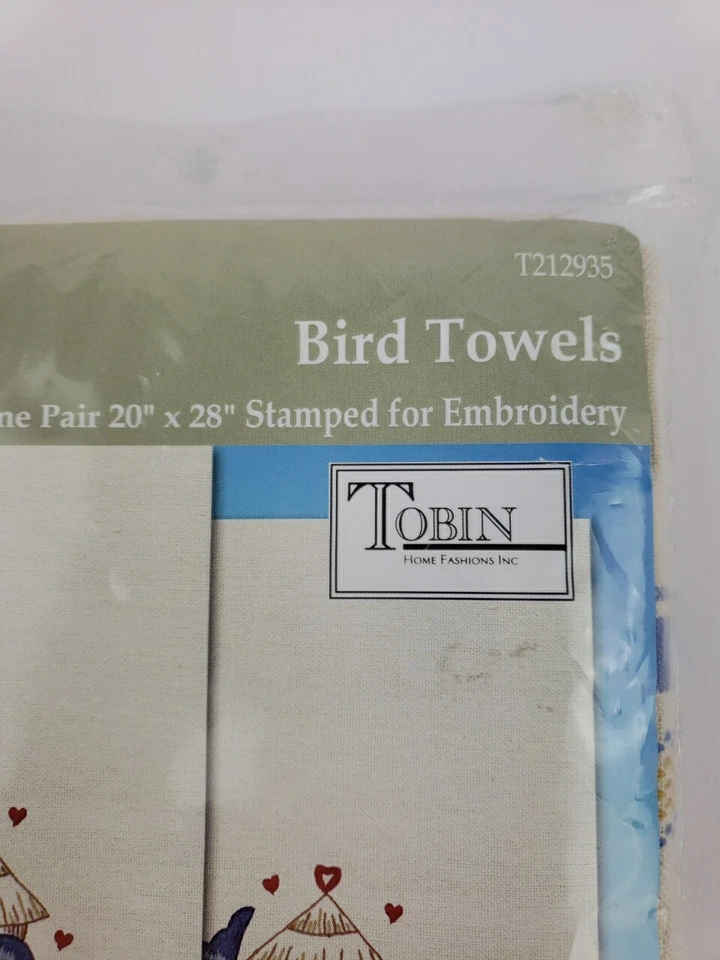 T212935
Bird Towels
ne Pair 20" x 28" Stamped for Embroidery
TOBIN
HOME FASHIONS INC